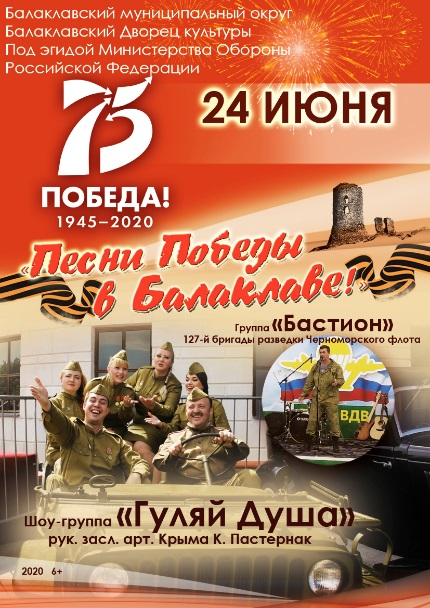 Балаклавский муниципальный округ
Балаклавский Дворец культуры
Под эгидой Министерства Обороны
Российской Федерации
75
24 ИЮНЯ
ПОБЕДА!
1945–2020
«Песни Победы
в Балаклаве!»
Группа «Бастион»
127-й бригады разведки Черноморского флота
ВДВ
Шоу-группа «Гуляй Душа»
рук. засл. арт. Крыма К. Пастернак
2020 6+